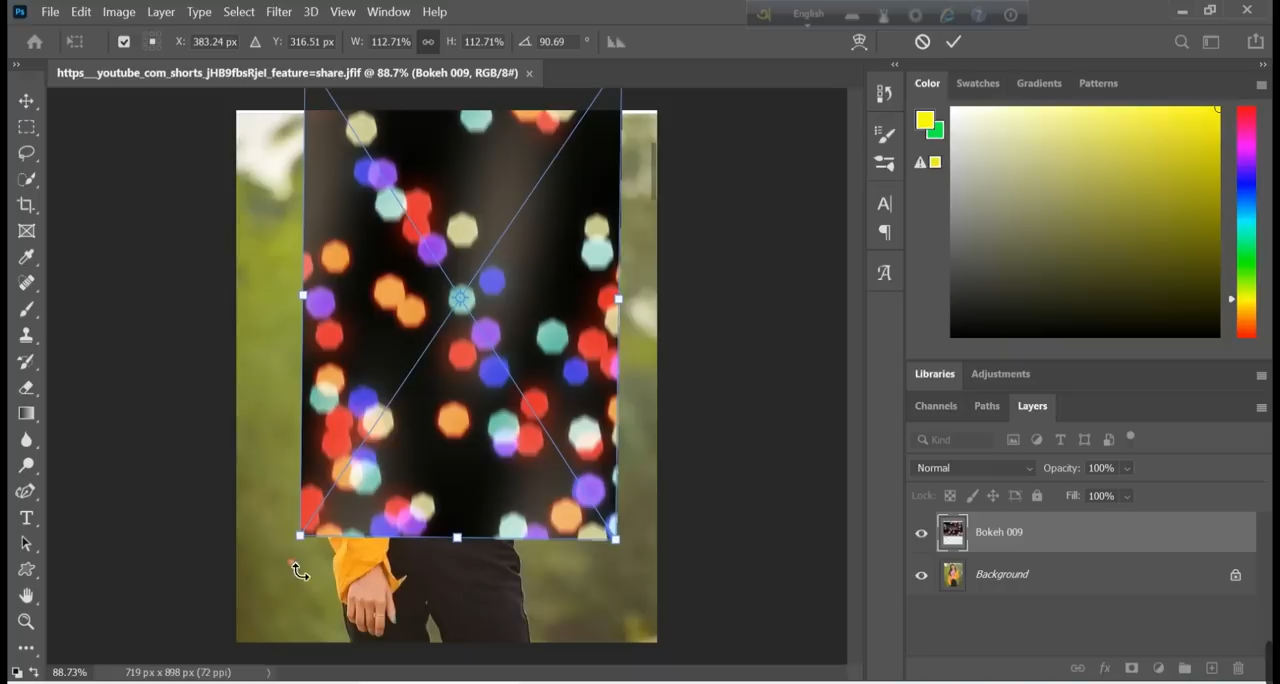 Ps File Edit Image Layer Type Select Filter 3D View Window Help
English
X: 383.24 px Y: 316.51 px W: 112.71% H: 112.71% 90.69 °
https__youtube_com_shorts_jHB9fbsRjeI_feature=share.jfif @ 88.7% (Bokeh 009, RGB/8#) ×
Color Swatches Gradients Patterns
Libraries Adjustments
Channels Paths Layers
Kind
Normal Opacity: 100%
Lock: Fill: 100%
Bokeh 009
Background
88.73% 719 px x 898 px (72 ppi)